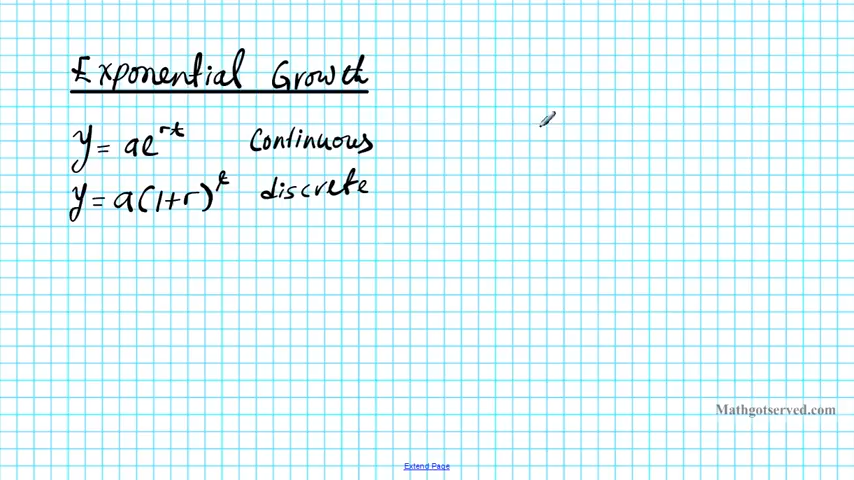 Exponential Growth
y = ae^rt continuous
y = a(1+r)^t discrete
Mathgotserved.com
Extend Page